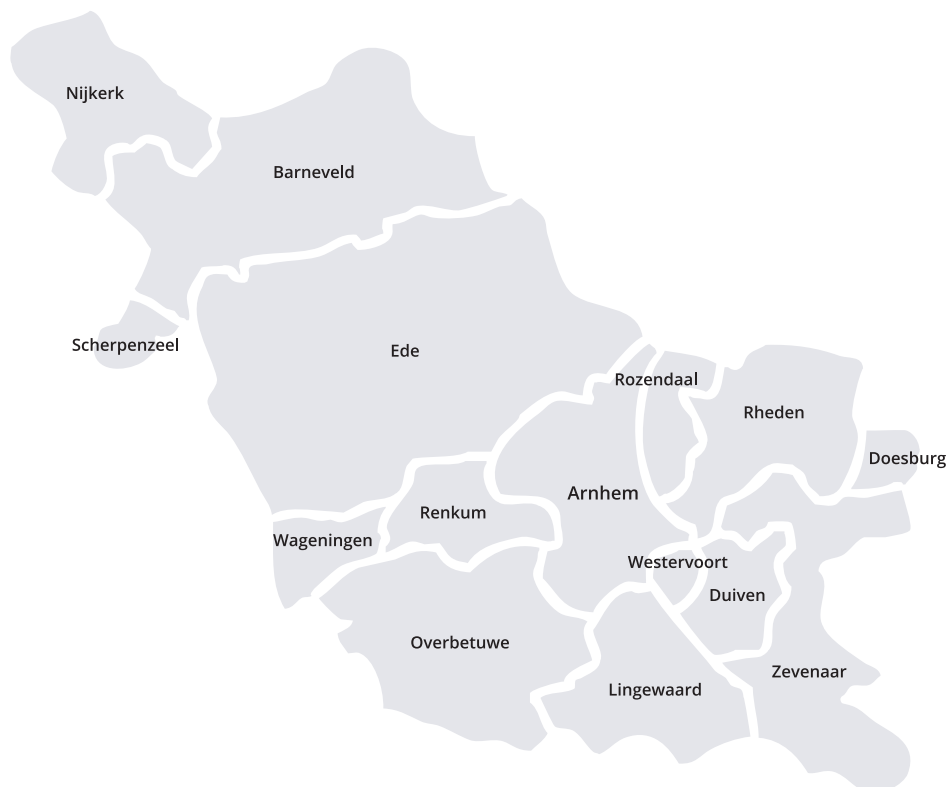 Nijkerk
Barneveld
Scherpenzeel
Ede
Rozendaal
Rheden
Doesburg
Arnhem
Renkum
Wageningen
Westervoort
Duiven
Overbetuwe
Zevenaar
Lingewaard